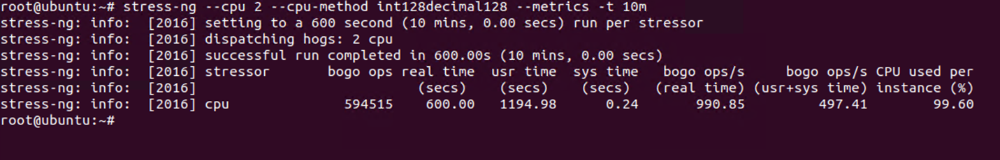 root@ubuntu:~# stress-ng --cpu 2 --cpu-method int128decimal128 --metrics -t 10m
stress-ng: info:  [2016] setting to a 600 second (10 mins, 0.00 secs) run per stressor
stress-ng: info:  [2016] dispatching hogs: 2 cpu
stress-ng: info:  [2016] successful run completed in 600.00s (10 mins, 0.00 secs)
stress-ng: info:  [2016] stressor       bogo ops real time  usr time  sys time   bogo ops/s     bogo ops/s CPU used per
stress-ng: info:  [2016]                           (secs)    (secs)    (secs)   (real time) (usr+sys time) instance (%)
stress-ng: info:  [2016] cpu              594515    600.00   1194.98      0.24       990.85         497.41        99.60
root@ubuntu:~#